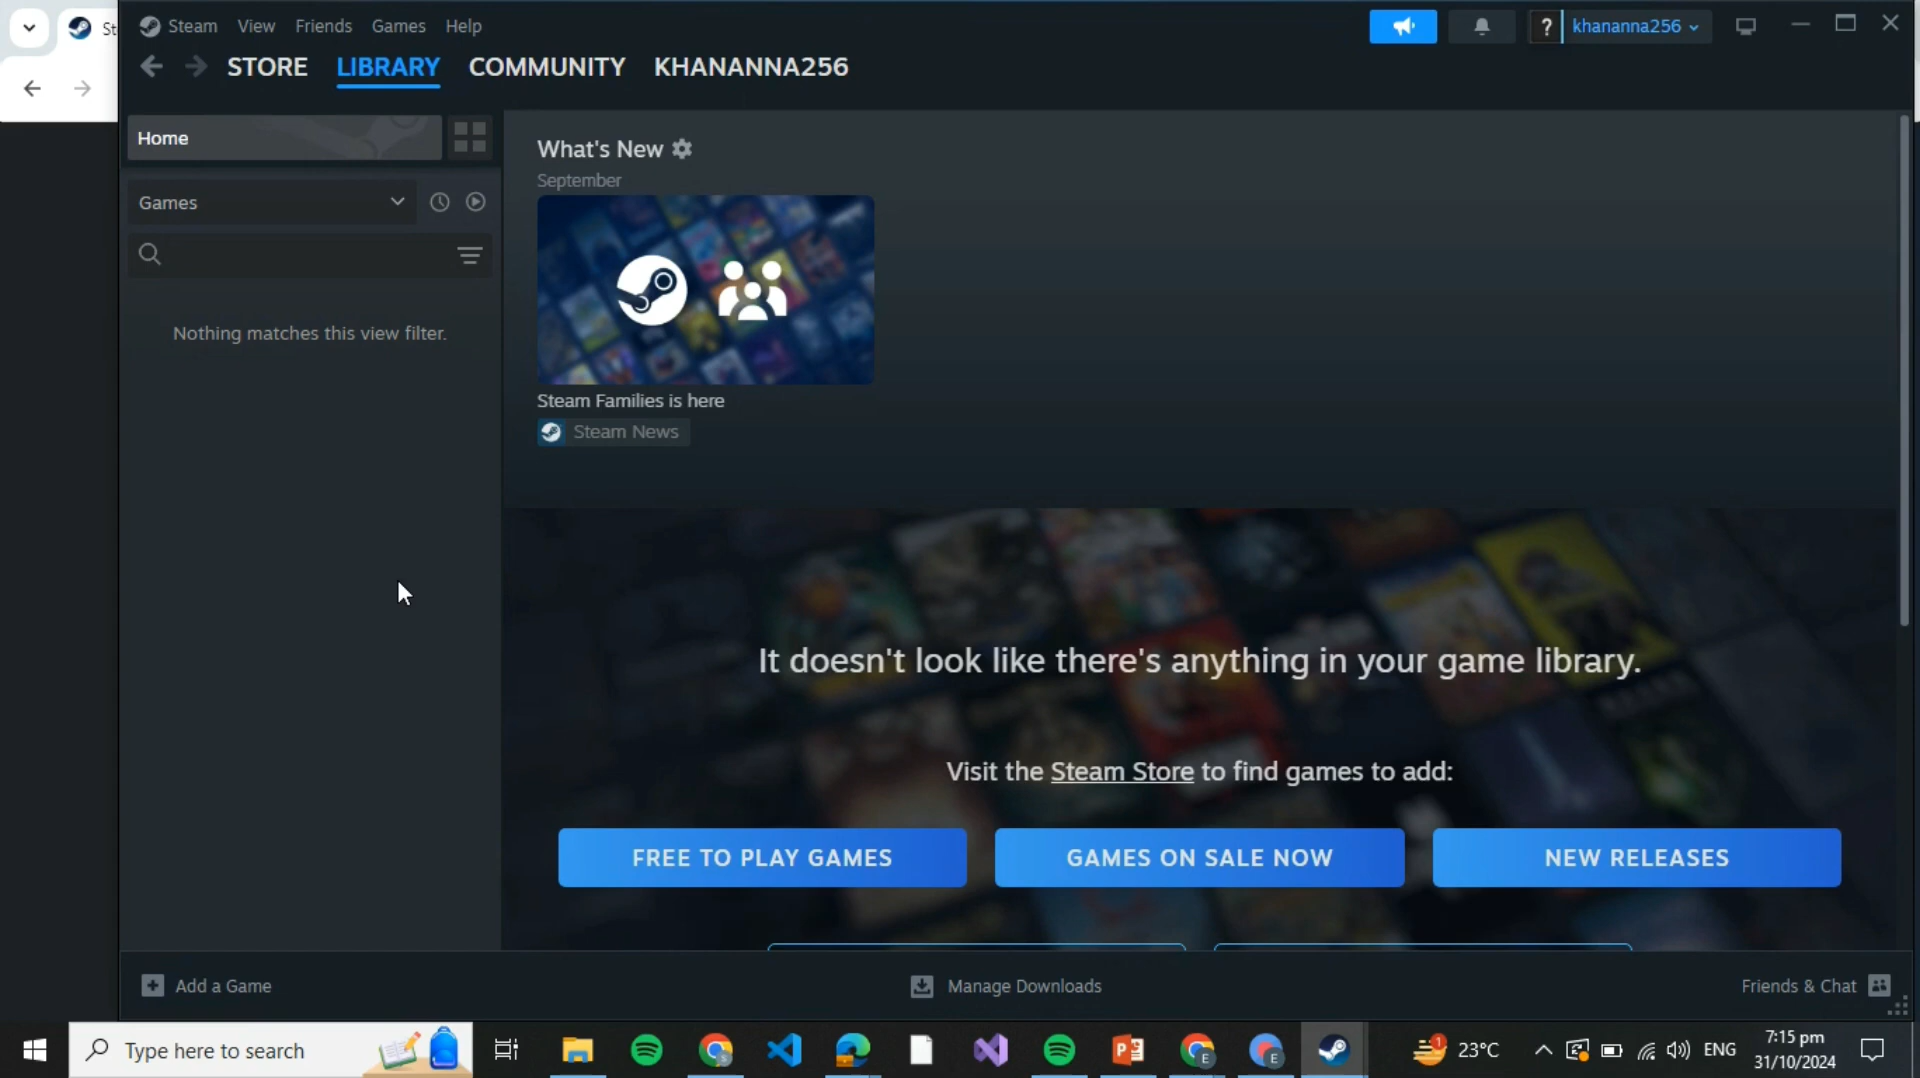 St
Steam View Friends Games Help
? khananna256
STORE LIBRARY COMMUNITY KHANANNA256
Home
What's New
September
Games
Nothing matches this view filter.
Steam Families is here
Steam News
It doesn't look like there's anything in your game library.
Visit the Steam Store to find games to add:
FREE TO PLAY GAMES GAMES ON SALE NOW NEW RELEASES
Add a Game Manage Downloads Friends & Chat
Type here to search
1 23°C ENG
7:15 pm
31/10/2024